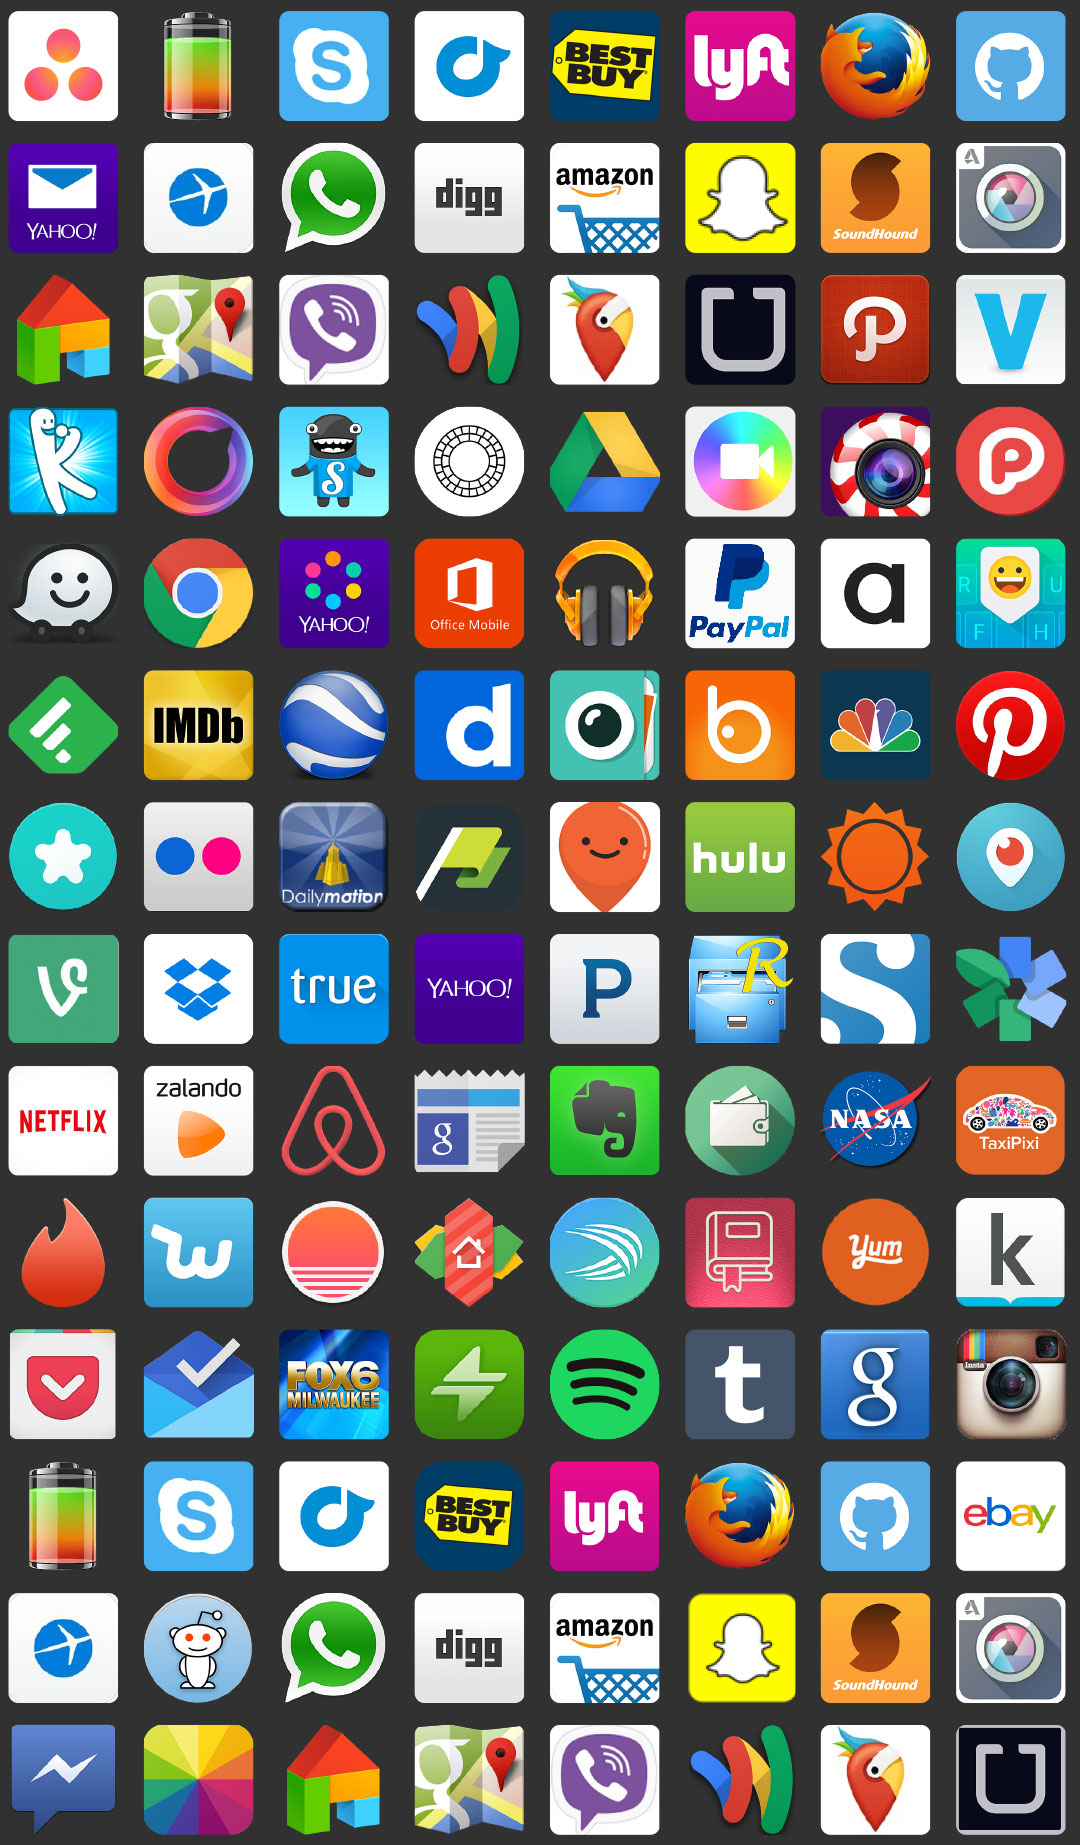 S
BEST
BUY
lyft
YAHOO!
digg
amazon
SoundHound
A
g
U
P
V
k
S
P
YAHOO!
Office Mobile
PayPal
a
R
U
F
H
IMDb
d
b
P
Dailymotion
hulu
V
true
YAHOO!
P
R
S
NETFLIX
zalando
g
NASA
TaxiPixi
w
Yum
k
FOX6
MILWAUKEE
t
g
Insta
S
BEST
BUY
lyft
ebay
digg
amazon
SoundHound
A
g
U